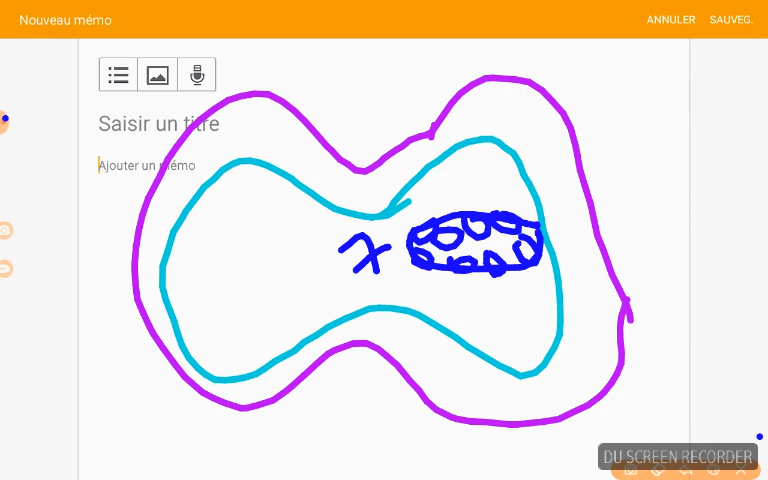 Nouveau mémo
ANNULER SAUVEG.
Saisir un titre
Ajouter un mémo
DU SCREEN RECORDER